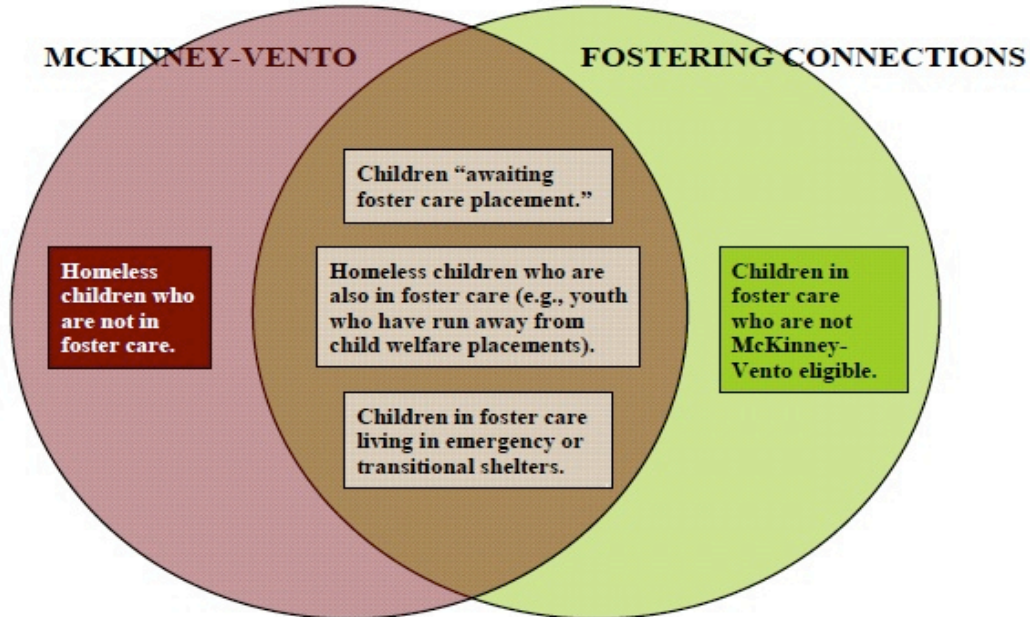 MCKINNEY-VENTO
FOSTERING CONNECTIONS
Children “awaiting
foster care placement.”
Homeless
children who
are not in
foster care.
Homeless children who are
also in foster care (e.g., youth
who have run away from
child welfare placements).
Children in
foster care
who are not
McKinney-
Vento eligible.
Children in foster care
living in emergency or
transitional shelters.